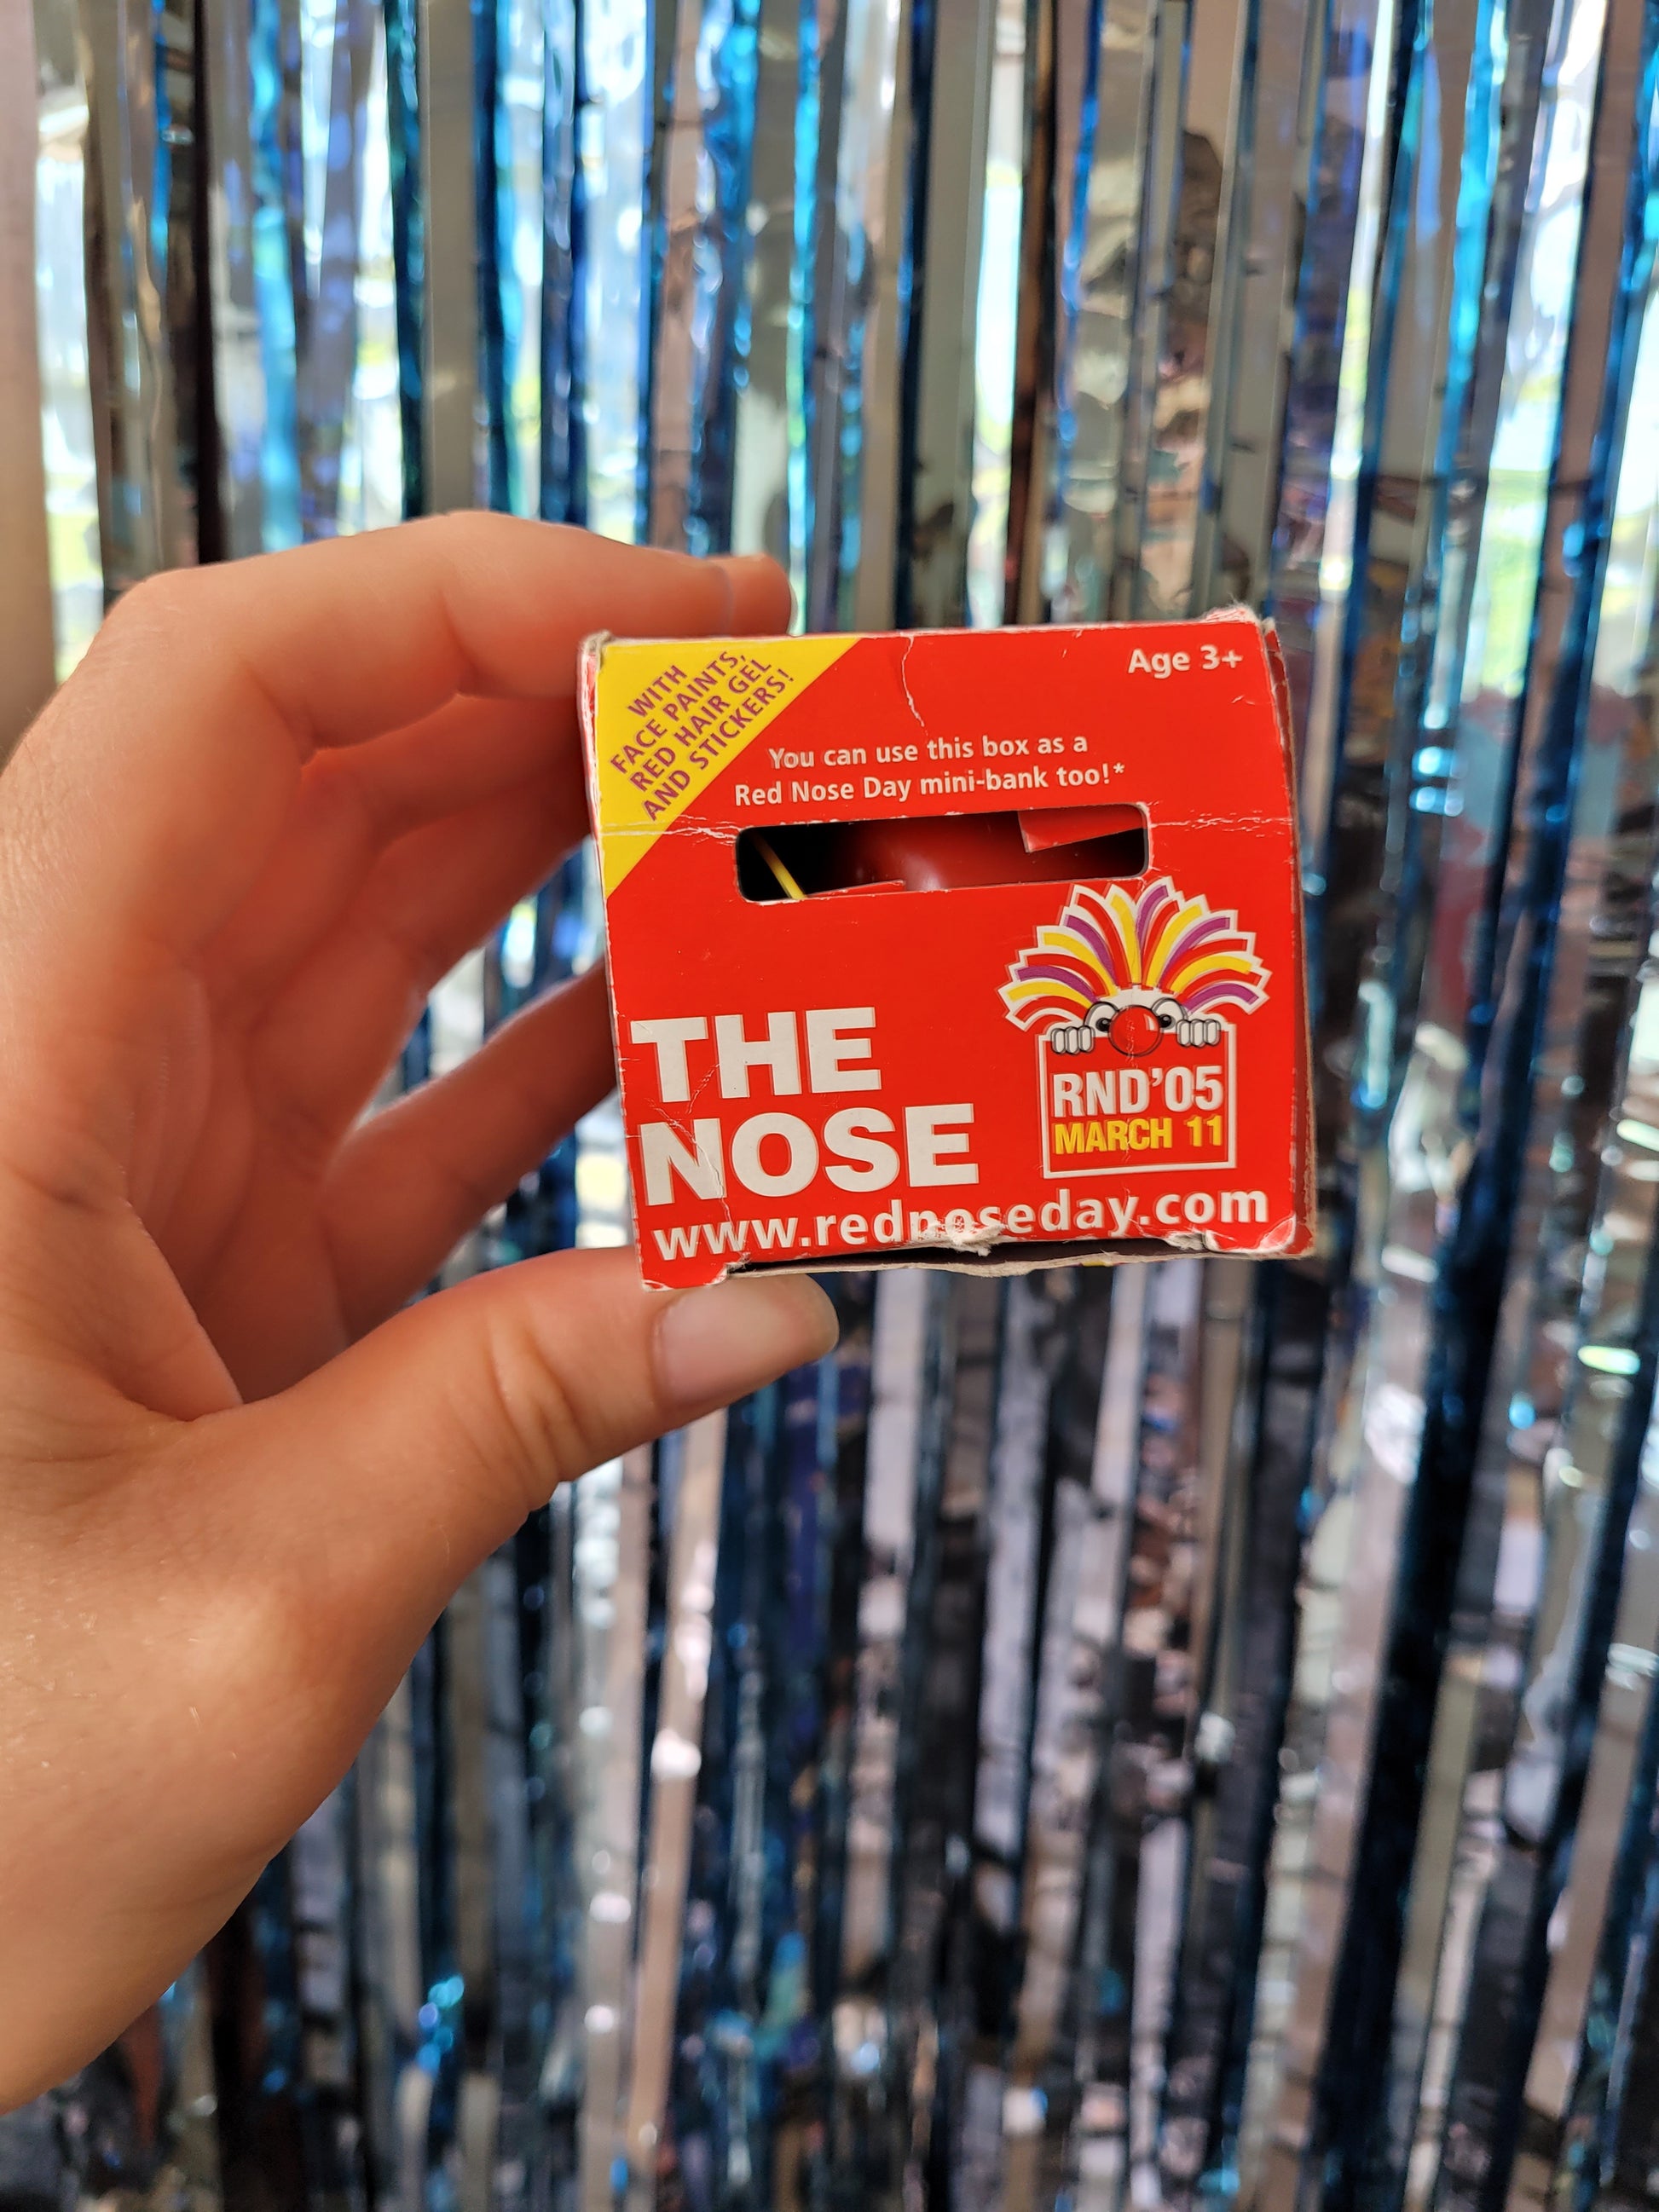 WITH
FACE PAINTS,
RED HAIR GEL
AND STICKERS!
Age 3+
You can use this box as a
Red Nose Day mini-bank too!*
THE
NOSE
RND'05
MARCH 11
www.rednoseday.com